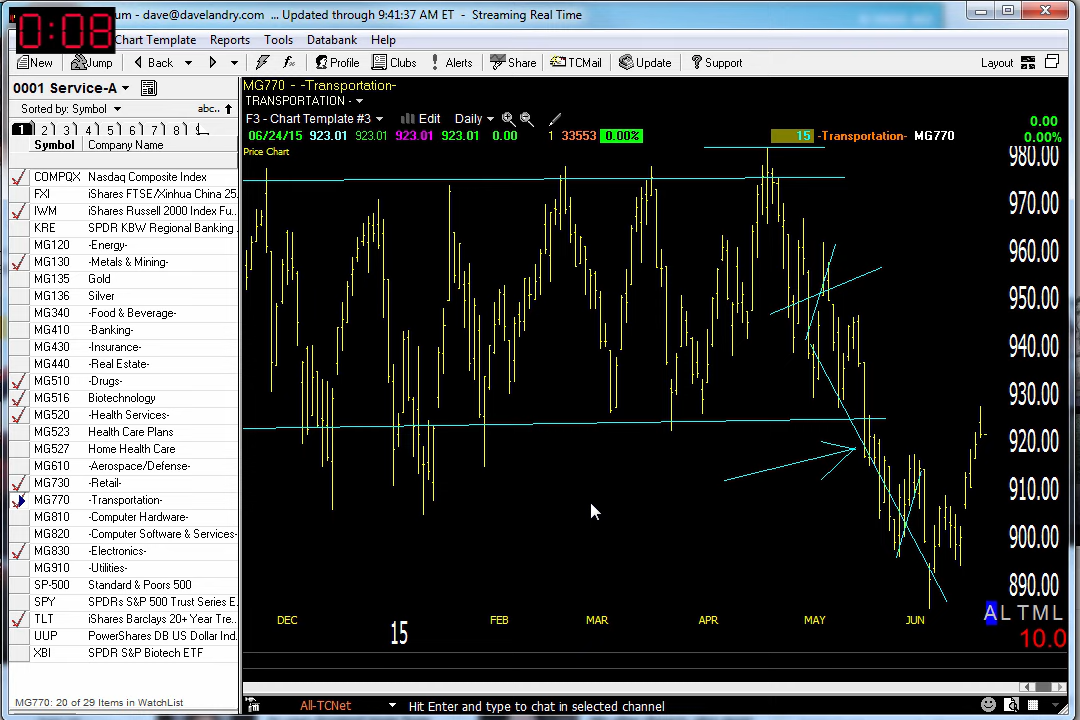 um - dave@davelandry.com ... Updated through 9:41:37 AM ET - Streaming Real Time
0:08
Chart Template Reports Tools Databank Help
New Jump Back Profile Clubs Alerts Share TCMail Update Support Layout
0001 Service-A
Sorted by: Symbol abc..
1 2 3 4 5 6 7 8
Symbol Company Name
COMPQX Nasdaq Composite Index
FXI iShares FTSE/Xinhua China 25.
IWM iShares Russell 2000 Index Fu..
KRE SPDR KBW Regional Banking .
MG120 -Energy-
MG130 -Metals & Mining-
MG135 Gold
MG136 Silver
MG340 -Food & Beverage-
MG410 -Banking-
MG430 -Insurance-
MG440 -Real Estate-
MG510 -Drugs-
MG516 Biotechnology
MG520 -Health Services-
MG523 Health Care Plans
MG527 Home Health Care
MG610 -Aerospace/Defense-
MG730 -Retail-
MG770 -Transportation-
MG810 -Computer Hardware-
MG820 -Computer Software & Services-
MG830 -Electronics-
MG910 -Utilities-
SP-500 Standard & Poors 500
SPY SPDRs S&P 500 Trust Series E.
TLT iShares Barclays 20+ Year Tre..
UUP PowerShares DB US Dollar Ind.
XBI SPDR S&P Biotech ETF
MG770: 20 of 29 Items in WatchList
MG770 - -Transportation-
TRANSPORTATION -
F3 - Chart Template #3 Edit Daily
06/24/15 923.01 923.01 923.01 923.01 0.00 1 33553 0.00% 15 -Transportation- MG770
0.00
0.00%
Price Chart
980.00
970.00
960.00
950.00
940.00
930.00
920.00
910.00
900.00
890.00
A L T M L
10.0
DEC 15 FEB MAR APR MAY JUN
All-TCNet Hit Enter and type to chat in selected channel